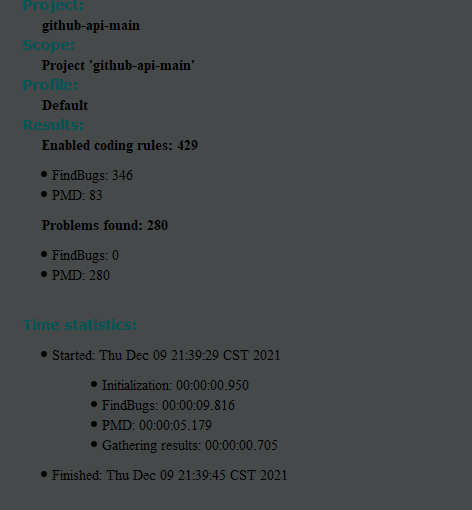 Project:
github-api-main
Scope:
Project 'github-api-main'
Profile:
Default
Results:
Enabled coding rules: 429
• FindBugs: 346
• PMD: 83
Problems found: 280
• FindBugs: 0
• PMD: 280
Time statistics:
• Started: Thu Dec 09 21:39:29 CST 2021
• Initialization: 00:00:00.950
• FindBugs: 00:00:09.816
• PMD: 00:00:05.179
• Gathering results: 00:00:00.705
• Finished: Thu Dec 09 21:39:45 CST 2021